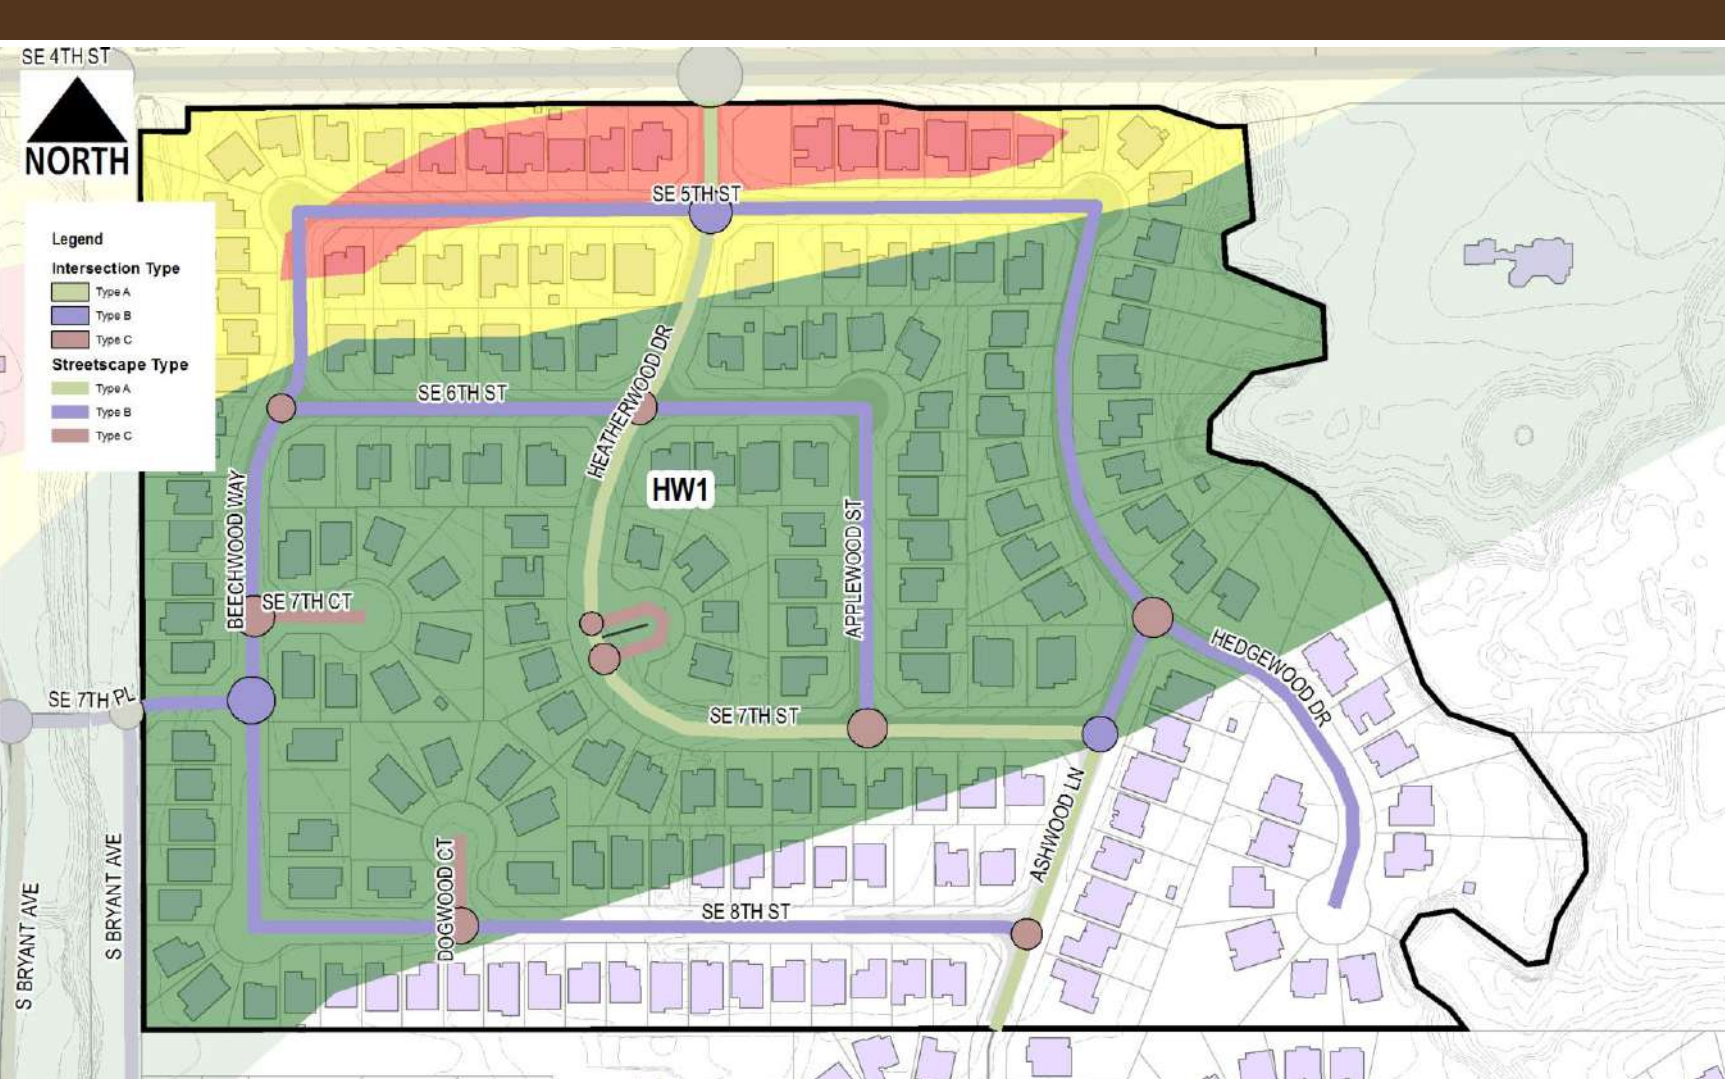 SE 4TH ST
NORTH
SE 5TH ST
Legend
Intersection Type
Type A
Type B
Type C
Streetscape Type
Type A
Type B
Type C
HEATHERWOOD DR
SE 6TH ST
HW1
BEECHWOOD WAY
APPLEWOOD ST
SE 7TH CT
HEDGEWOOD DR
SE 7TH PL
SE 7TH ST
ASHWOOD LN
S BRYANT AVE
S BRYANT AVE
DOGWOOD CT
SE 8TH ST